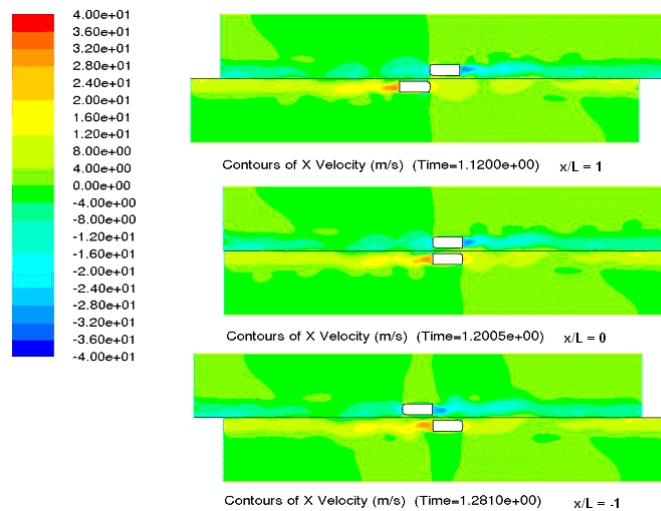 4.00e+01
3.60e+01
3.20e+01
2.80e+01
2.40e+01
2.00e+01
1.60e+01
1.20e+01
8.00e+00
4.00e+00
0.00e+00
-4.00e+00
-8.00e+00
-1.20e+01
-1.60e+01
-2.00e+01
-2.40e+01
-2.80e+01
-3.20e+01
-3.60e+01
-4.00e+01
Contours of X Velocity (m/s) (Time=1.1200e+00) x/L = 1
Contours of X Velocity (m/s) (Time=1.2005e+00) x/L = 0
Contours of X Velocity (m/s) (Time=1.2810e+00) x/L = -1